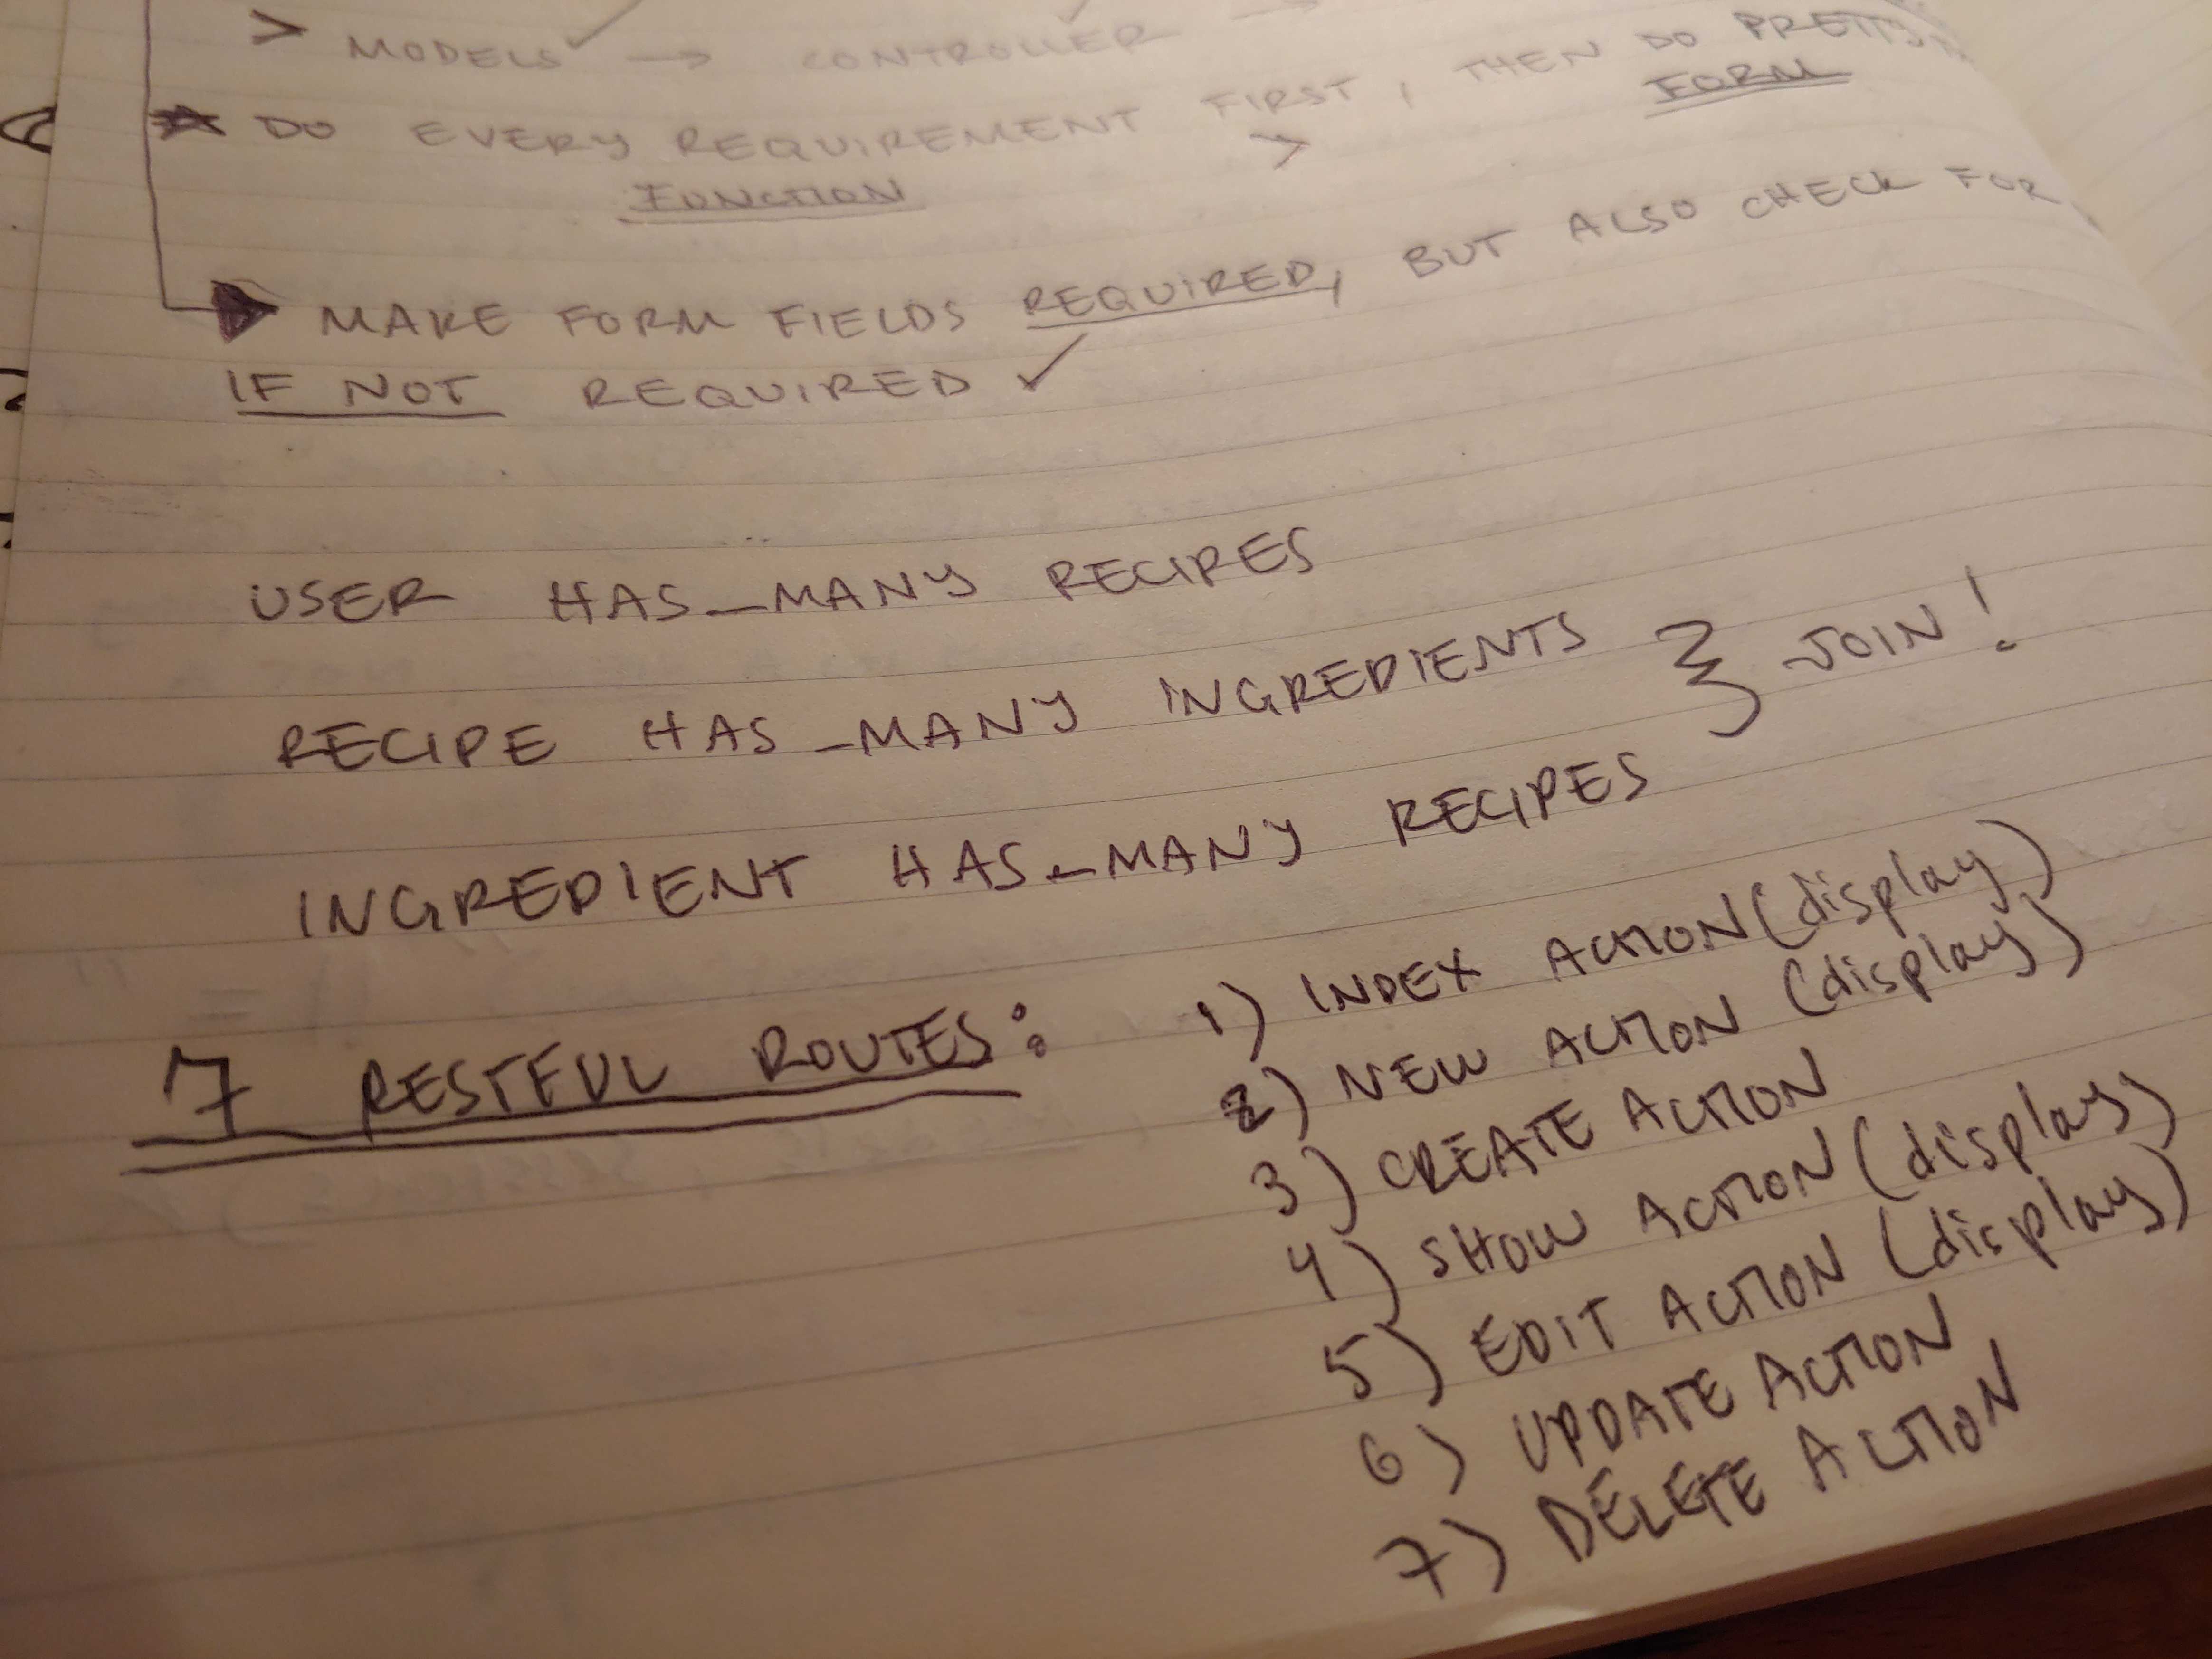 > MODELS ✓ → CONTROLLER →
★ DO EVERY REQUIREMENT FIRST, THEN DO PRETTY
FUNCTION > FORM
MAKE FORM FIELDS REQUIRED, BUT ALSO CHECK FOR
IF NOT REQUIRED ✓
USER HAS_MANY RECIPES
RECIPE HAS_MANY INGREDIENTS } JOIN!
INGREDIENT HAS_MANY RECIPES
7 RESTFUL ROUTES:
1) INDEX ACTION (display)
2) NEW ACTION (display)
3) CREATE ACTION
4) SHOW ACTION (display)
5) EDIT ACTION (display)
6) UPDATE ACTION
7) DELETE ACTION